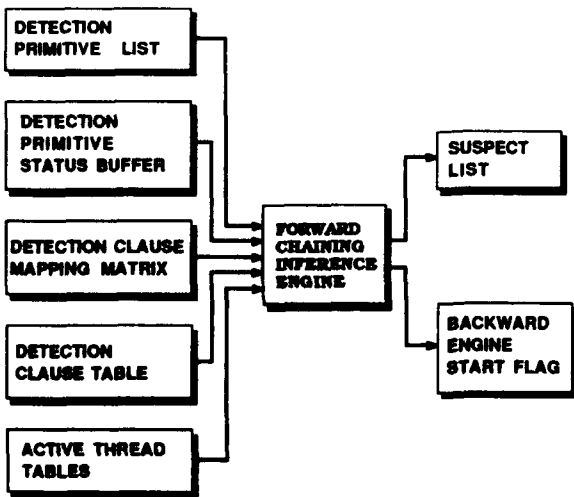 DETECTION
PRIMITIVE LIST
DETECTION
PRIMITIVE
STATUS BUFFER
DETECTION CLAUSE
MAPPING MATRIX
DETECTION
CLAUSE TABLE
ACTIVE THREAD
TABLES
FORWARD
CHAINING
INFERENCE
ENGINE
SUSPECT
LIST
BACKWARD
ENGINE
START FLAG